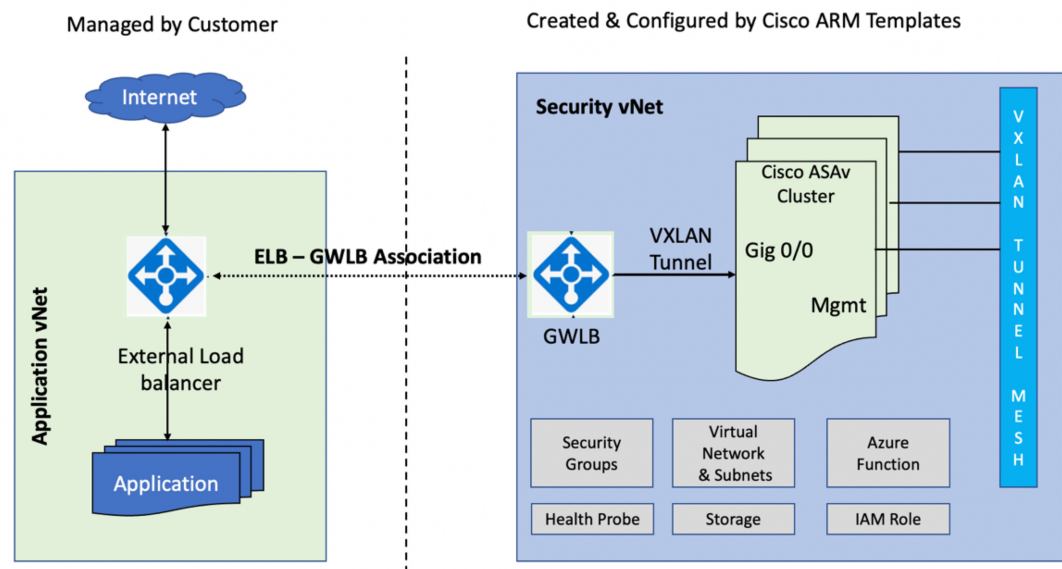 Managed by Customer
Created & Configured by Cisco ARM Templates
Internet
Application vNet
External Load
balancer
Application
ELB – GWLB Association
Security vNet
GWLB
VXLAN
Tunnel
Cisco ASAv
Cluster
Gig 0/0
Mgmt
VXLAN TUNNEL MESH
Security
Groups
Virtual
Network
& Subnets
Azure
Function
Health Probe
Storage
IAM Role